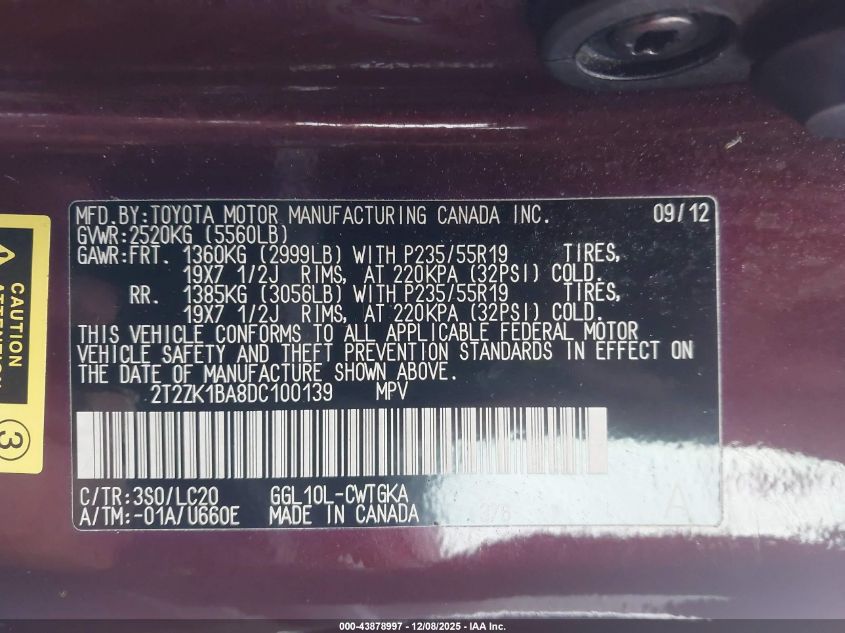 MFD.BY:TOYOTA MOTOR MANUFACTURING CANADA INC. 09/12
GVWR:2520KG (5560LB)
GAWR:FRT. 1360KG (2999LB) WITH P235/55R19 TIRES,
19X7 1/2J RIMS, AT 220KPA (32PSI) COLD.
RR. 1385KG (3056LB) WITH P235/55R19 TIRES,
19X7 1/2J RIMS, AT 220KPA (32PSI) COLD.
THIS VEHICLE CONFORMS TO ALL APPLICABLE FEDERAL MOTOR
VEHICLE SAFETY AND THEFT PREVENTION STANDARDS IN EFFECT ON
THE DATE OF MANUFACTURE SHOWN ABOVE.
2T2ZK1BA8DC100139 MPV
C/TR:3S0/LC20 GGL10L-CWTGKA
A/TM:-01A/U660E MADE IN CANADA 376 A
CAUTION
ATTENTION
3
000-43878997 - 12/08/2025 - IAA Inc.